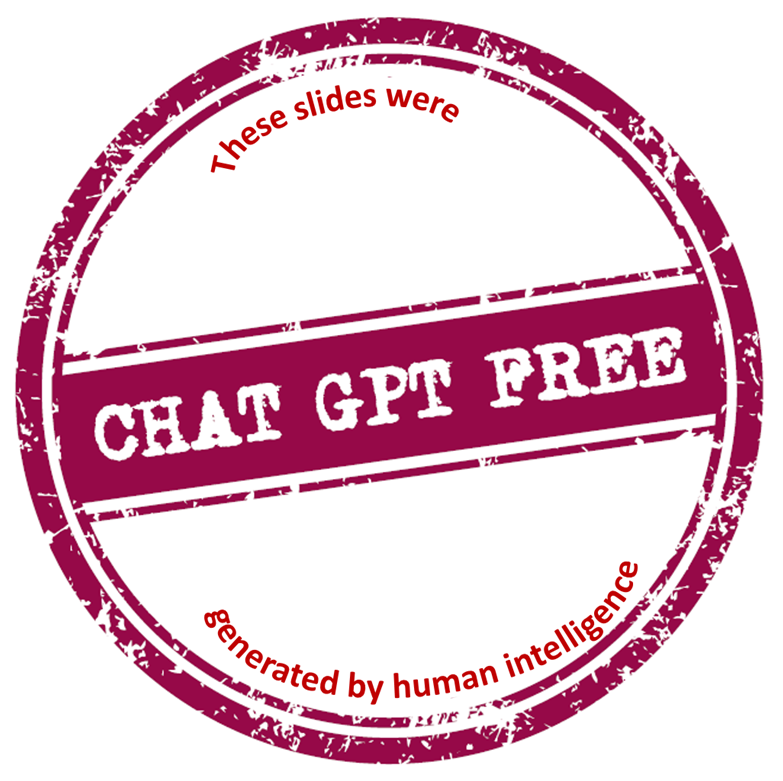 These slides were
CHAT GPT FREE
generated by human intelligence